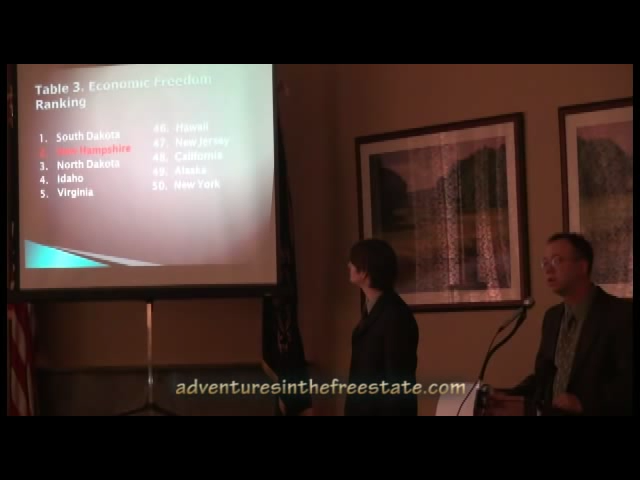 Table 3. Economic Freedom
Ranking
1. South Dakota
2. New Hampshire
3. North Dakota
4. Idaho
5. Virginia
46. Hawaii
47. New Jersey
48. California
49. Alaska
50. New York
adventuresinthefreestate.com